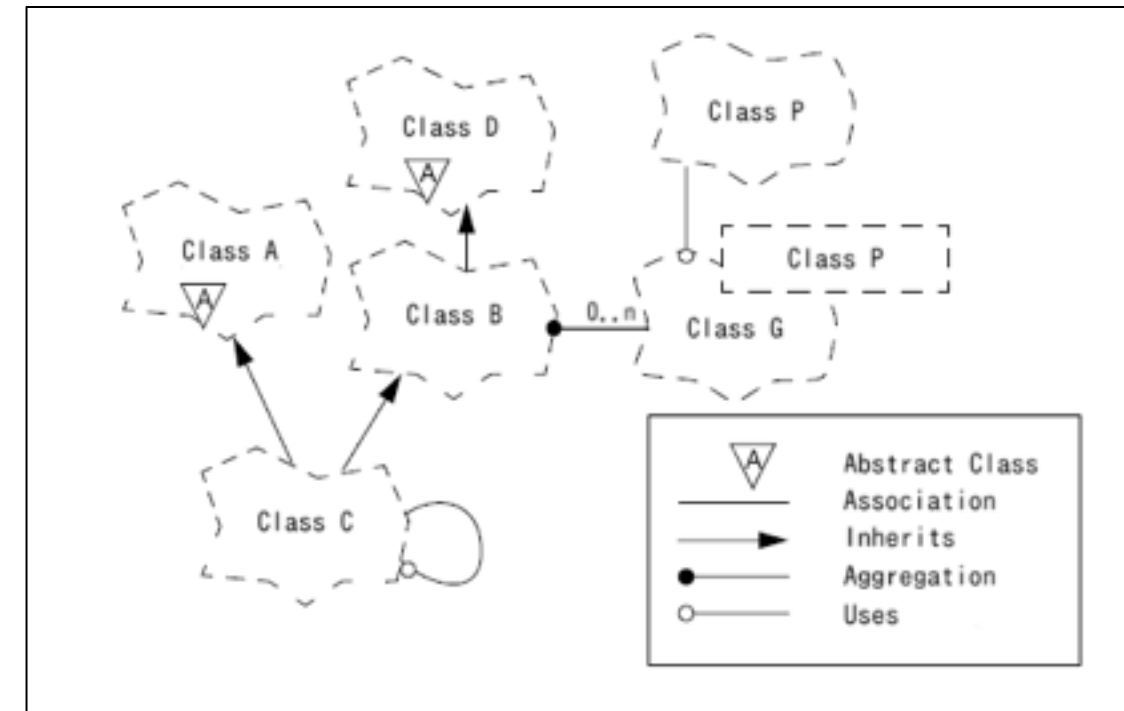 Class P
Class D
A
Class P
Class A
A
Class B
0..n
Class G
A
Abstract Class
Association
Class C
Inherits
Aggregation
Uses